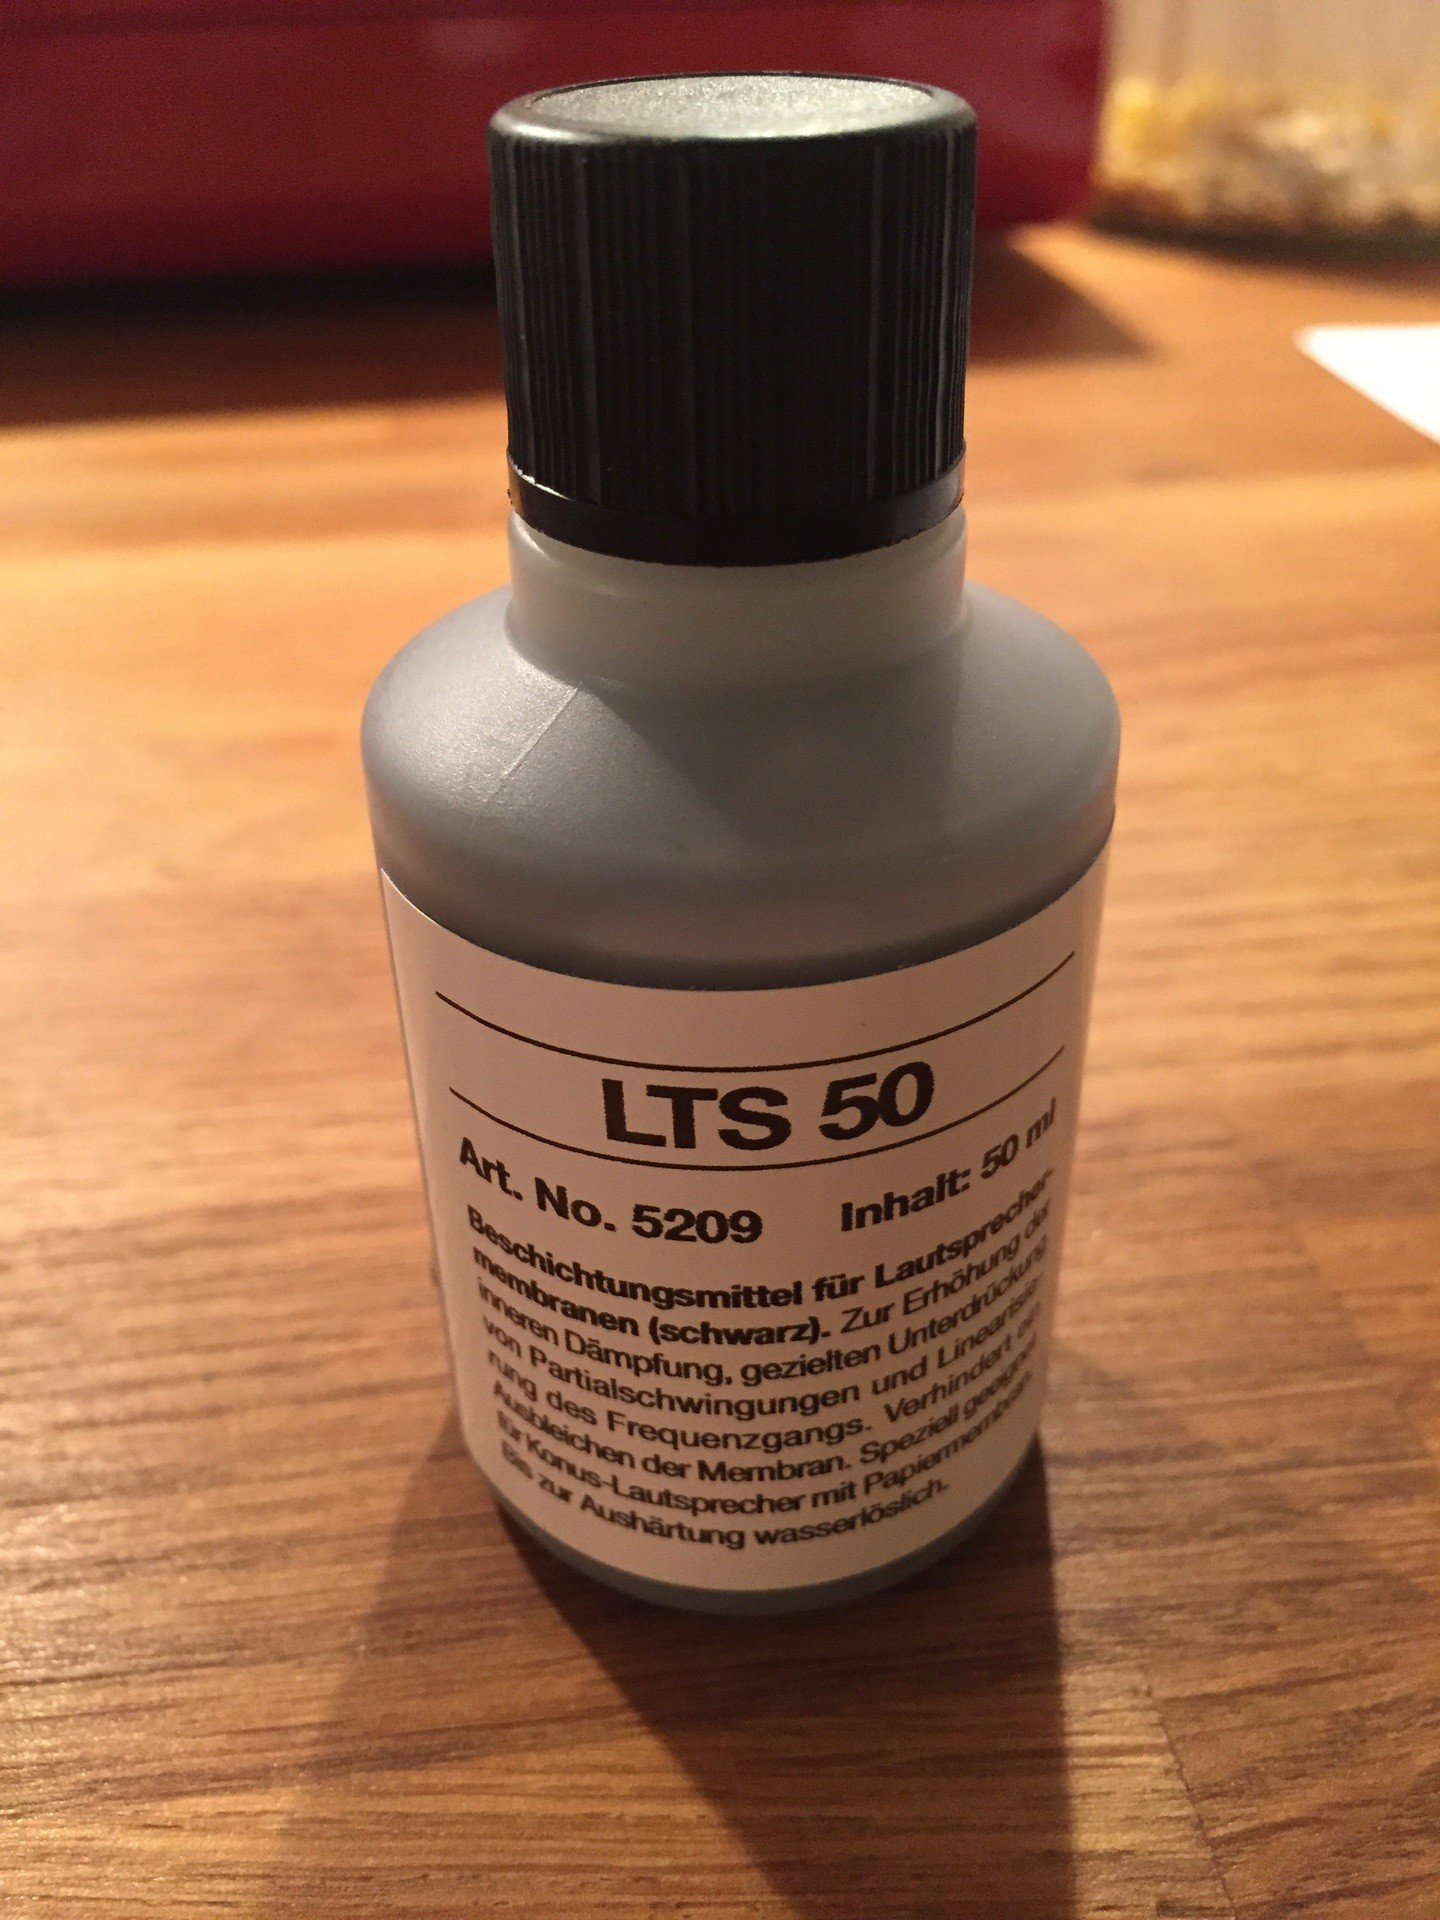 LTS 50
Art. No. 5209 Inhalt: 50 ml
Beschichtungsmittel für Lautsprecher-
membranen (schwarz). Zur Erhöhung der
inneren Dämpfung, gezielten Unterdrückung
von Partialschwingungen und Linearisie-
rung des Frequenzgangs. Verhindert ein
Ausbleichen der Membran. Speziell geeignet
für Konus-Lautsprecher mit Papiermembran.
Bis zur Aushärtung wasserlöslich.